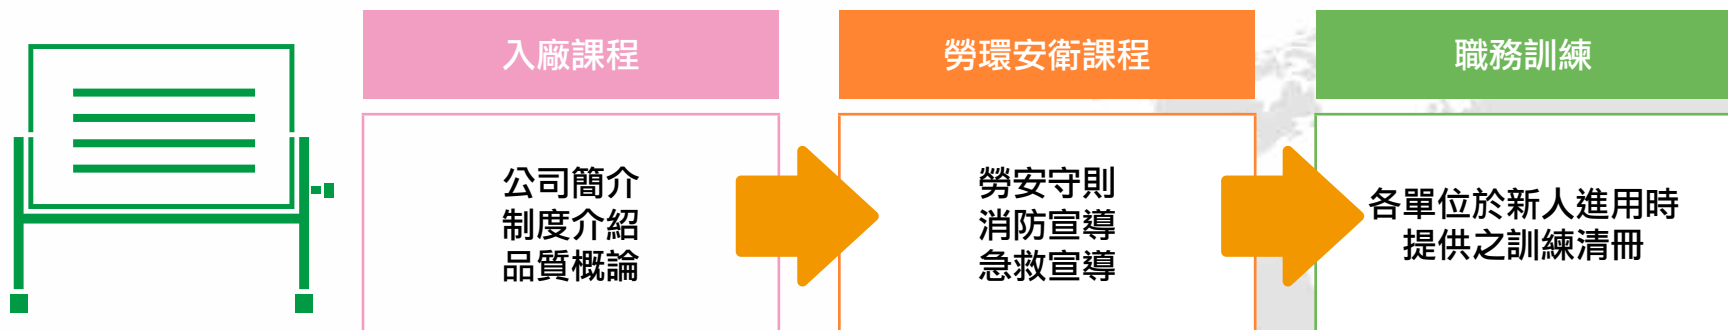 入廠課程
公司簡介
制度介紹
品質概論
勞環安衛課程
勞安守則
消防宣導
急救宣導
職務訓練
各單位於新人進用時
提供之訓練清冊